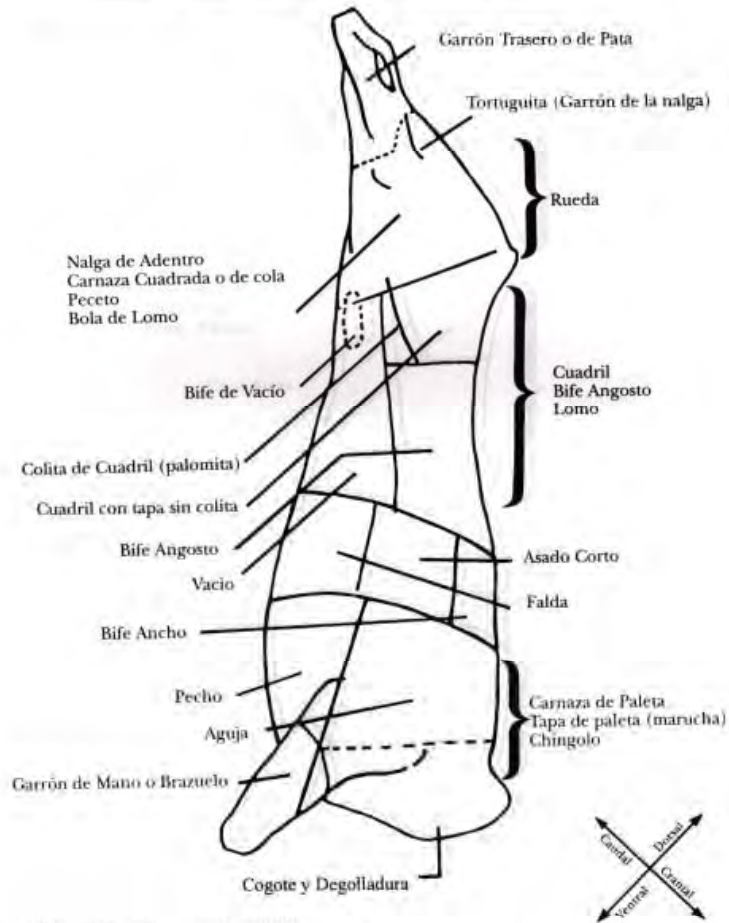 Garrón Trasero o de Pata
Tortuguita (Garrón de la nalga)
Rueda
Nalga de Adentro
Carnaza Cuadrada o de cola
Peceto
Bola de Lomo
Bife de Vacío
Cuadril
Bife Angosto
Lomo
Colita de Cuadril (palomita)
Cuadril con tapa sin colita
Bife Angosto
Vacio
Asado Corto
Falda
Bife Ancho
Pecho
Aguja
Carnaza de Paleta
Tapa de paleta (marucha)
Chingolo
Garrón de Mano o Brazuelo
Cogote y Degolladura
Caudal
Dorsal
Ventral
Cranial